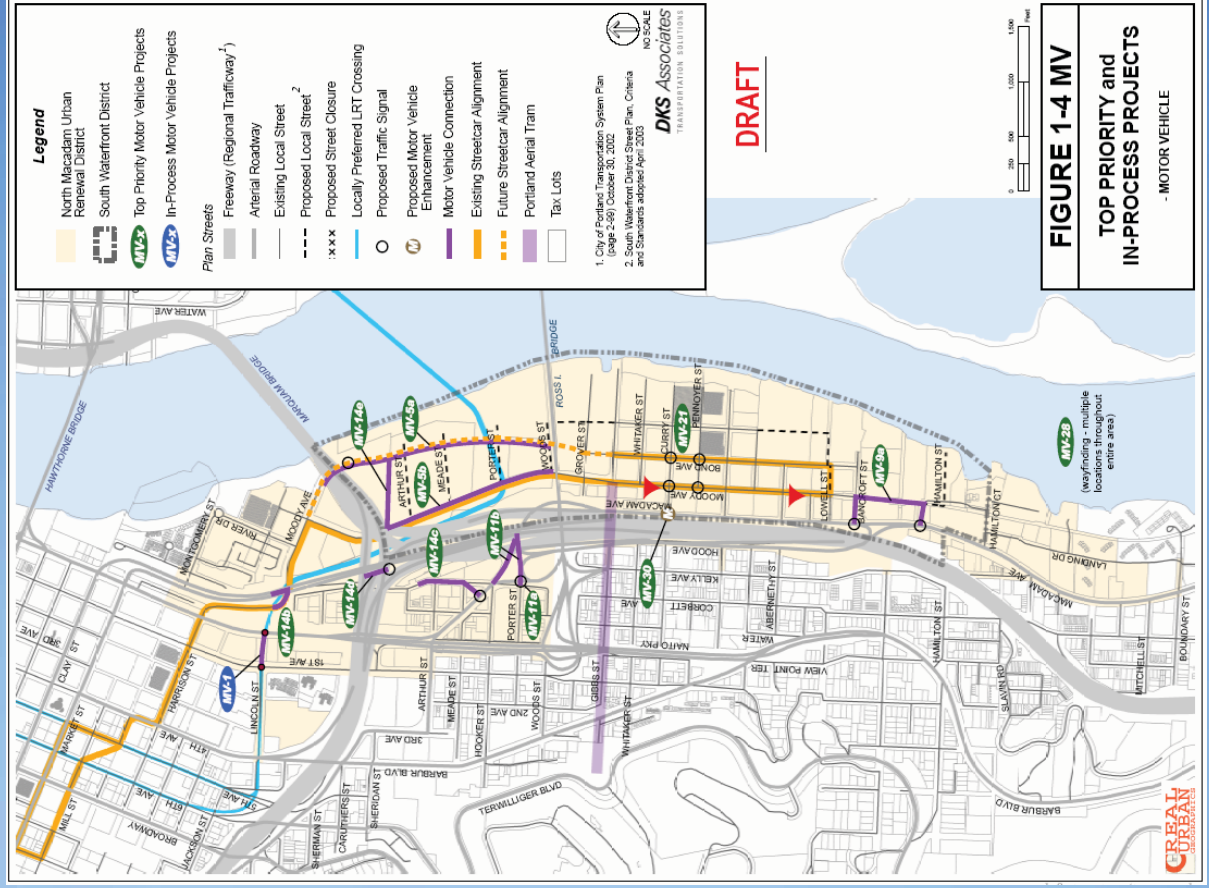 Legend
North Macadam Urban
Renewal District
South Waterfront District
MV-x Top Priority Motor Vehicle Projects
MV-x In-Process Motor Vehicle Projects
Plan Streets
Freeway (Regional Trafficway)1
Arterial Roadway
Existing Local Street
Proposed Local Street2
Proposed Street Closure
Locally Preferred LRT Crossing
Proposed Traffic Signal
M Proposed Motor Vehicle
Enhancement
Motor Vehicle Connection
Existing Streetcar Alignment
Future Streetcar Alignment
Portland Aerial Tram
Tax Lots
1. City of Portland Transportation System Plan
(page 2-99) October 30, 2002
2. South Waterfront District Street Plan, Criteria
and Standards adopted April 2003
NO SCALE
DKS Associates
TRANSPORTATION SOLUTIONS
DRAFT
0 250 500 1,000 1,500
Feet
FIGURE 1-4 MV
TOP PRIORITY and
IN-PROCESS PROJECTS
- MOTOR VEHICLE
WATER AVE
HAWTHORNE BRIDGE
MARQUAM BRIDGE
ROSS I. BRIDGE
MONTGOMERY ST
RIVER DR
MOODY AVE
3RD AVE
CLAY ST
MARKET ST
MILL ST
HARRISON ST
1ST AVE
LINCOLN ST
4TH AVE
5TH AVE
6TH AVE
BROADWAY
JACKSON ST
SHERMAN ST
CARUTHERS ST
SHERIDAN ST
BARBUR BLVD
3RD AVE
2ND AVE
ARTHUR ST
MEADE ST
HOOKER ST
WOODS ST
PORTER ST
GIBBS ST
WHITAKER ST
TERWILLIGER BLVD
ARTHUR ST
MEADE ST
PORTER ST
WOODS ST
GROVER ST
WHITAKER ST
CURRY ST
PENNOYER ST
BOND AVE
MOODY AVE
MACADAM AVE
LOWELL ST
BANCROFT ST
HAMILTON ST
HAMILTON CT
LANDING DR
MACADAM AVE
HOOD AVE
KELLY AVE
CORBETT AVE
WATER
NAITO PKY
ABERNETHY ST
VIEW POINT TER
HAMILTON ST
SLAVIN RD
MITCHELL ST
BOUNDARY ST
BARBUR BLVD
MV-1
MV-14b
MV-14d
MV-14c
MV-14e
MV-5a
MV-5b
MV-11b
MV-11a
MV-30
MV-21
MV-9a
MV-28
(wayfinding - multiple
locations throughout
entire area)
M
CREAL
URBAN
GEOGRAPHICS